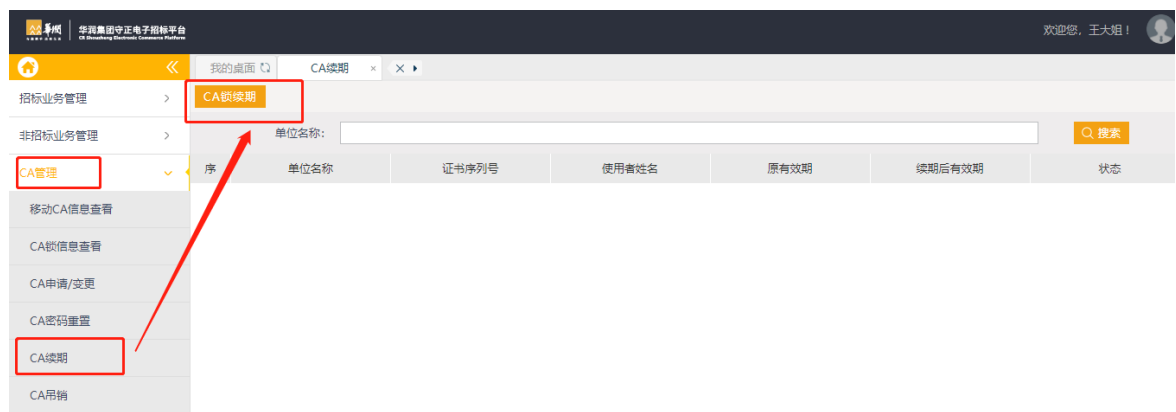 华润集团守正电子招标平台
CR Shouzheng Electronic Commerce Platform
欢迎您，王大姐！
我的桌面
CA续期
招标业务管理
CA锁续期
非招标业务管理
单位名称：
搜索
CA管理
序
单位名称
证书序列号
使用者姓名
原有效期
续期后有效期
状态
移动CA信息查看
CA锁信息查看
CA申请/变更
CA密码重置
CA续期
CA吊销